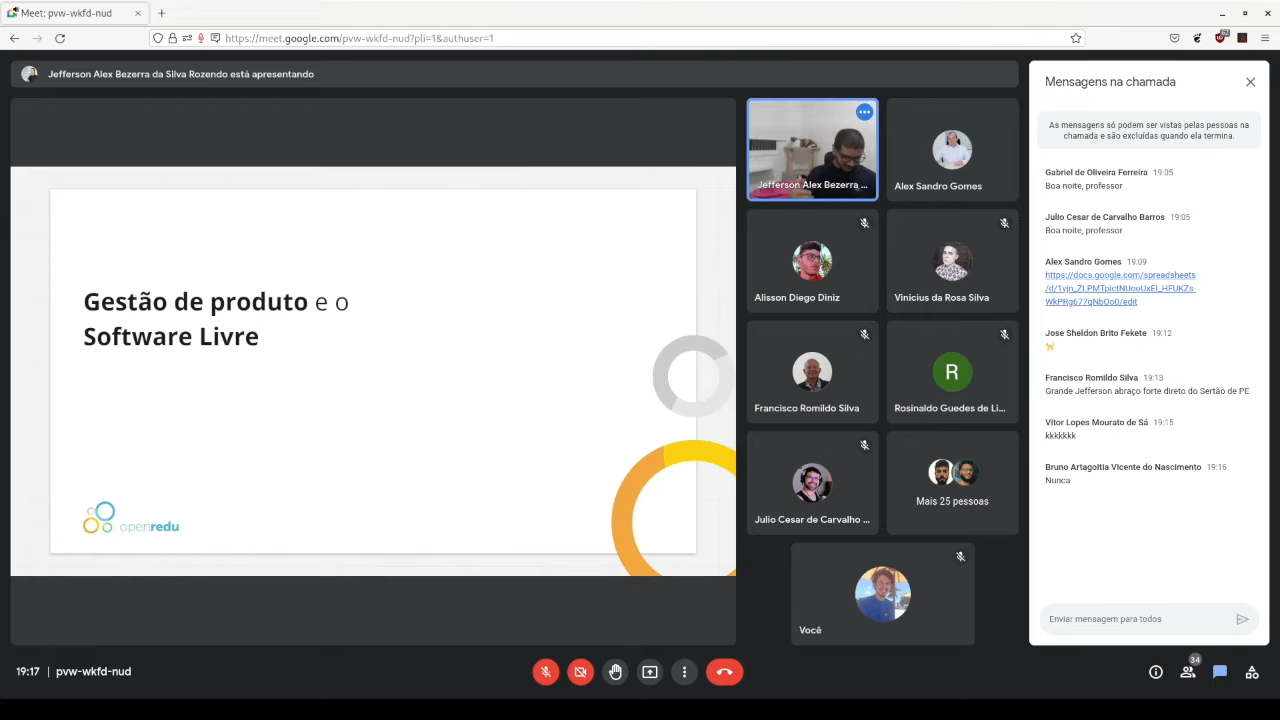 Meet: pvw-wkfd-nud
https://meet.google.com/pvw-wkfd-nud?pli=1&authuser=1
Jefferson Alex Bezerra da Silva Rozendo está apresentando
Gestão de produto e o
Software Livre
openredu
Jefferson Alex Bezerra ...
Alex Sandro Gomes
Alisson Diego Diniz
Vinicius da Rosa Silva
Francisco Romildo Silva
R
Rosinaldo Guedes de Li...
Julio Cesar de Carvalho ...
Mais 25 pessoas
Você
Mensagens na chamada
As mensagens só podem ser vistas pelas pessoas na
chamada e são excluídas quando ela termina.
Gabriel de Oliveira Ferreira 19:05
Boa noite, professor
Julio Cesar de Carvalho Barros 19:05
Boa noite, professor
Alex Sandro Gomes 19:09
https://docs.google.com/spreadsheets
Jose Sheldon Brito Fekete 19:12
Francisco Romildo Silva 19:13
Grande Jefferson abraço forte direto do Sertão de PE
Vitor Lopes Mourato de Sá 19:15
kkkkkkk
Bruno Artagoitia Vicente do Nascimento 19:16
Nunca
Enviar mensagem para todos
19:17 | pvw-wkfd-nud
34